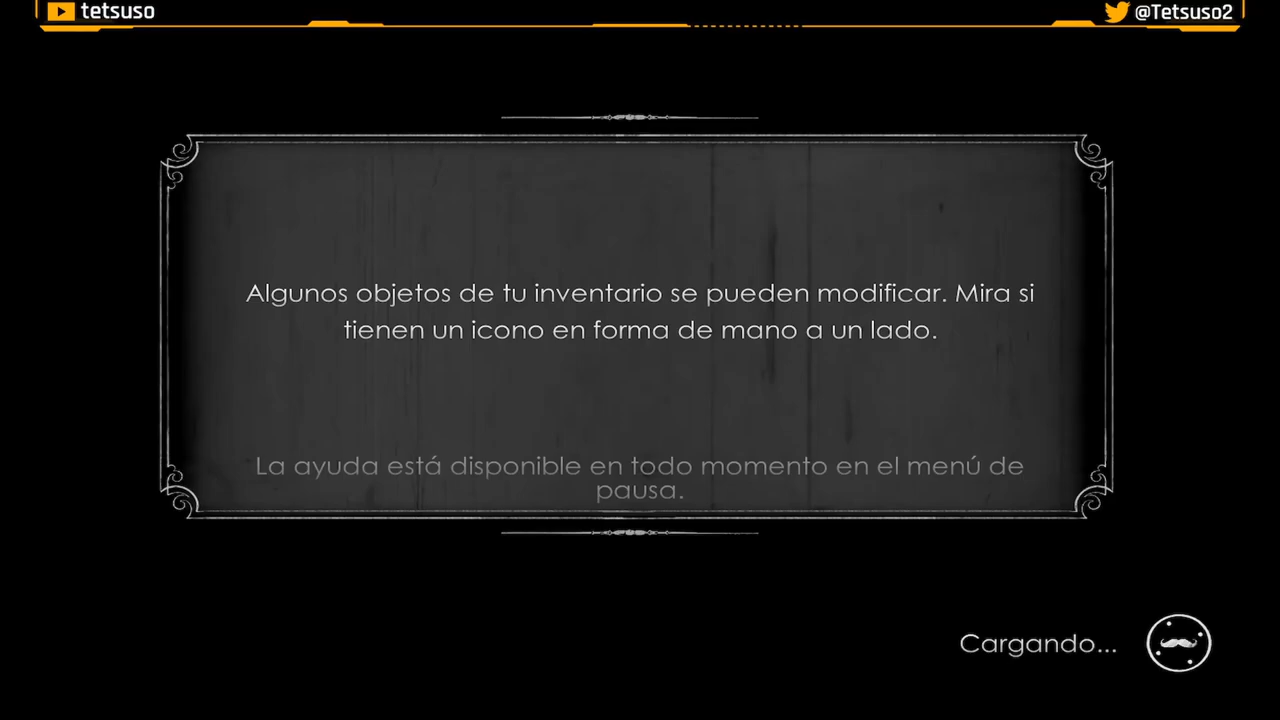 tetsuso
@Tetsuso2
Algunos objetos de tu inventario se pueden modificar. Mira si
tienen un icono en forma de mano a un lado.
La ayuda está disponible en todo momento en el menú de
pausa.
Cargando...